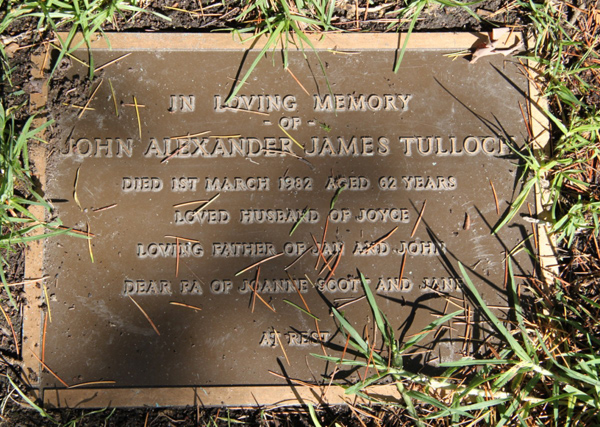 IN LOVING MEMORY
- OF -
JOHN ALEXANDER JAMES TULLOCH
DIED 1ST MARCH 1982 AGED 62 YEARS
LOVED HUSBAND OF JOYCE
LOVING FATHER OF JAN AND JOHN
DEAR PA OF JOANNE SCOTT AND JANE
AT REST